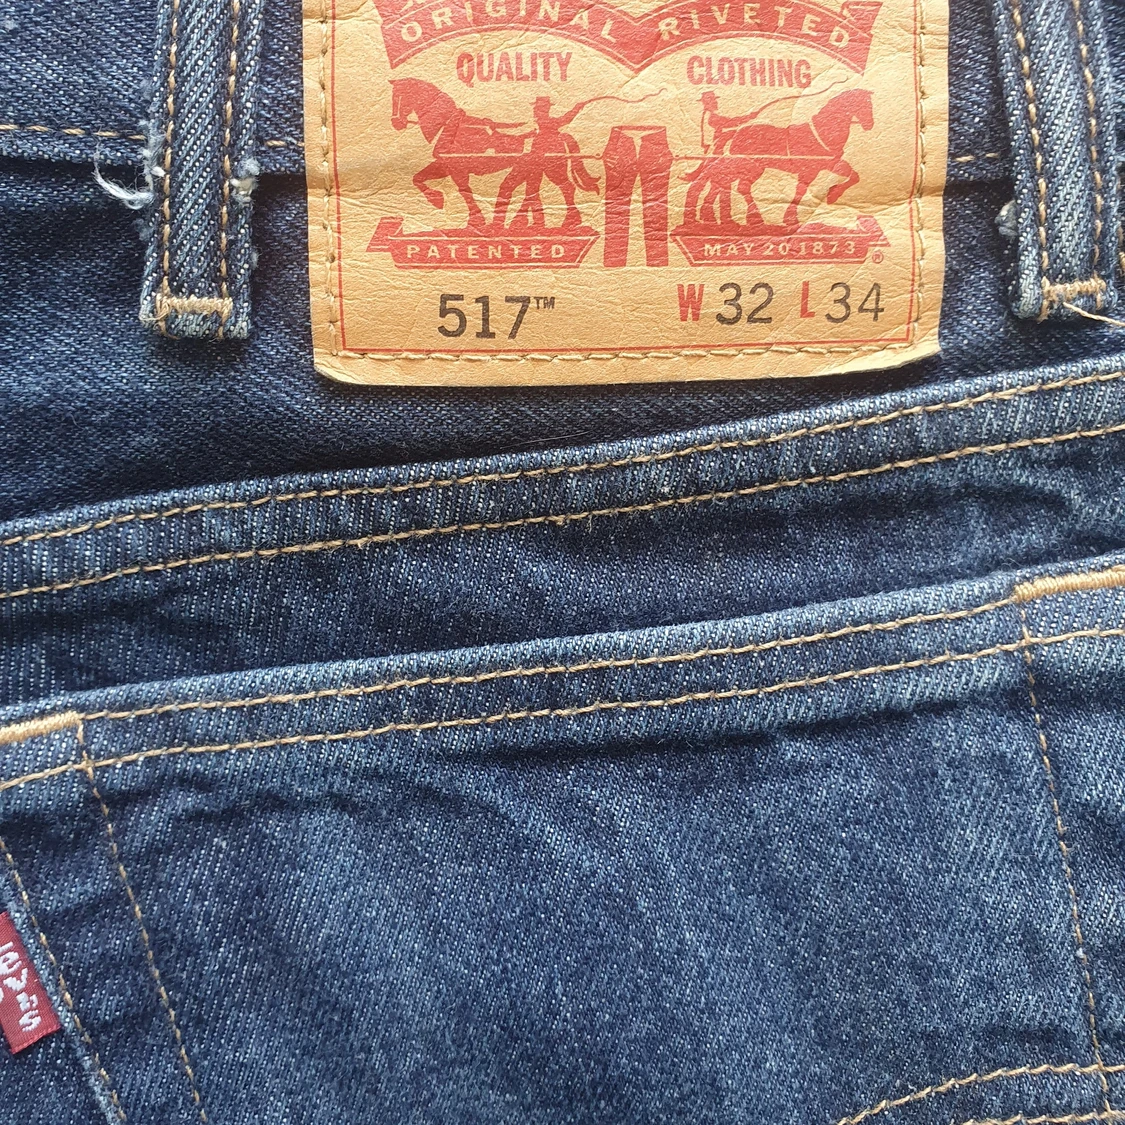 ORIGINAL RIVETED
QUALITY CLOTHING
PATENTED MAY 20 1873 ®
517™ W 32 L 34
Levi's